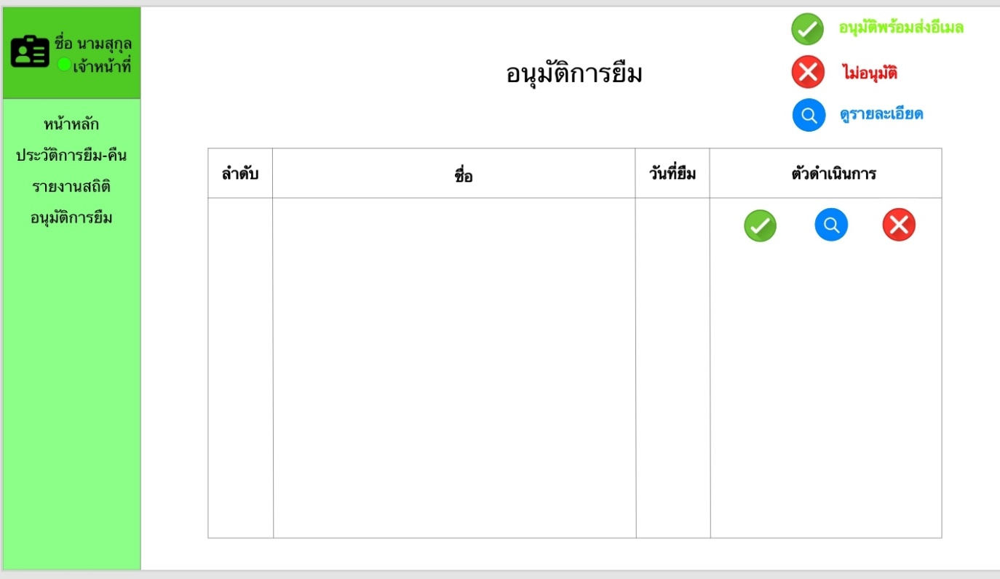 ชื่อ นามสุกุล
เจ้าหน้าที่
หน้าหลัก
ประวัติการยืม-คืน
รายงานสถิติ
อนุมัติการยืม
อนุมัติการยืม
อนุมัติพร้อมส่งอีเมล
ไม่อนุมัติ
ดูรายละเอียด
ลำดับ ชื่อ วันที่ยืม ตัวดำเนินการ